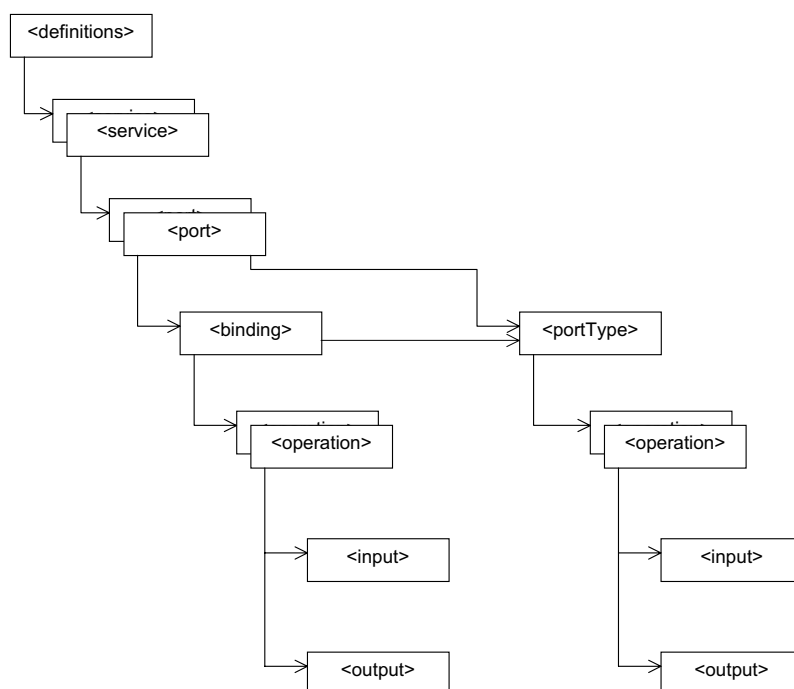 <definitions>
<service>
<port>
<binding>
<portType>
<operation>
<operation>
<input>
<input>
<output>
<output>